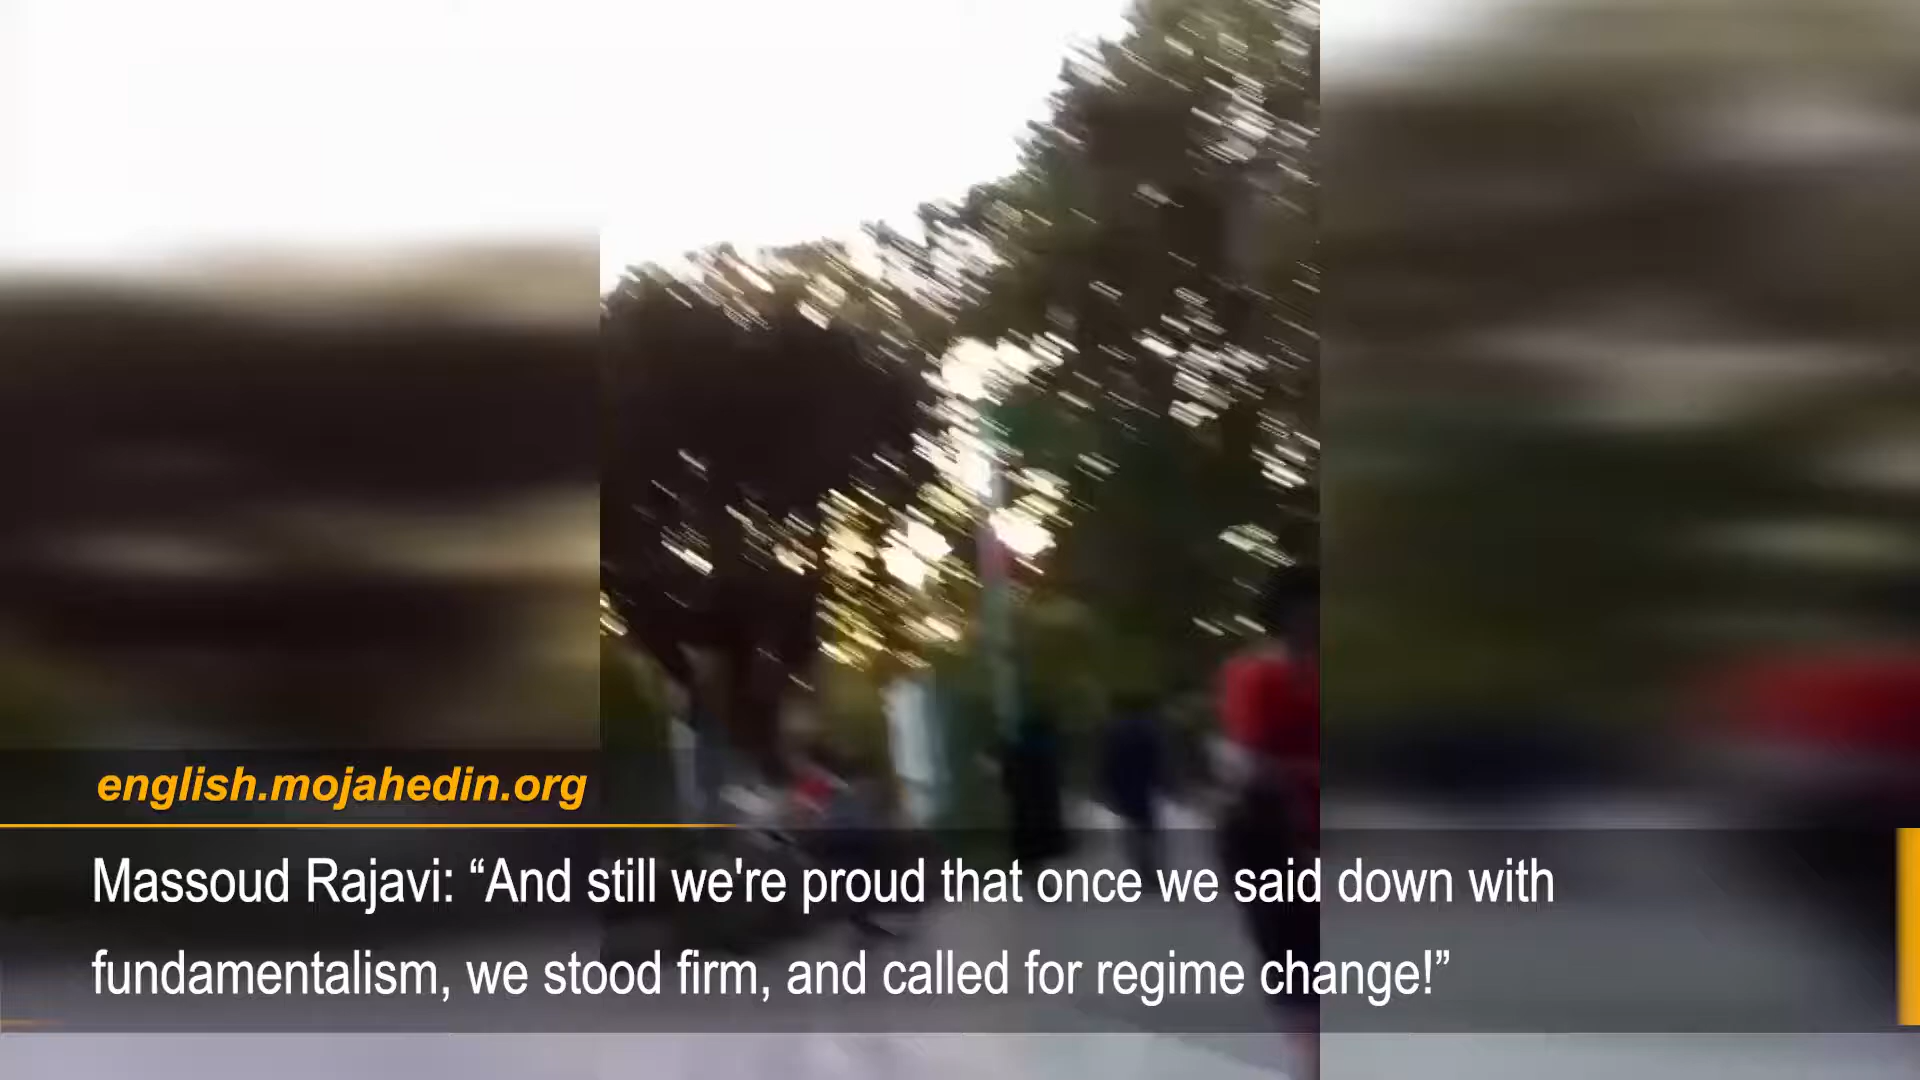 english.mojahedin.org
Massoud Rajavi: “And still we're proud that once we said down with
fundamentalism, we stood firm, and called for regime change!”